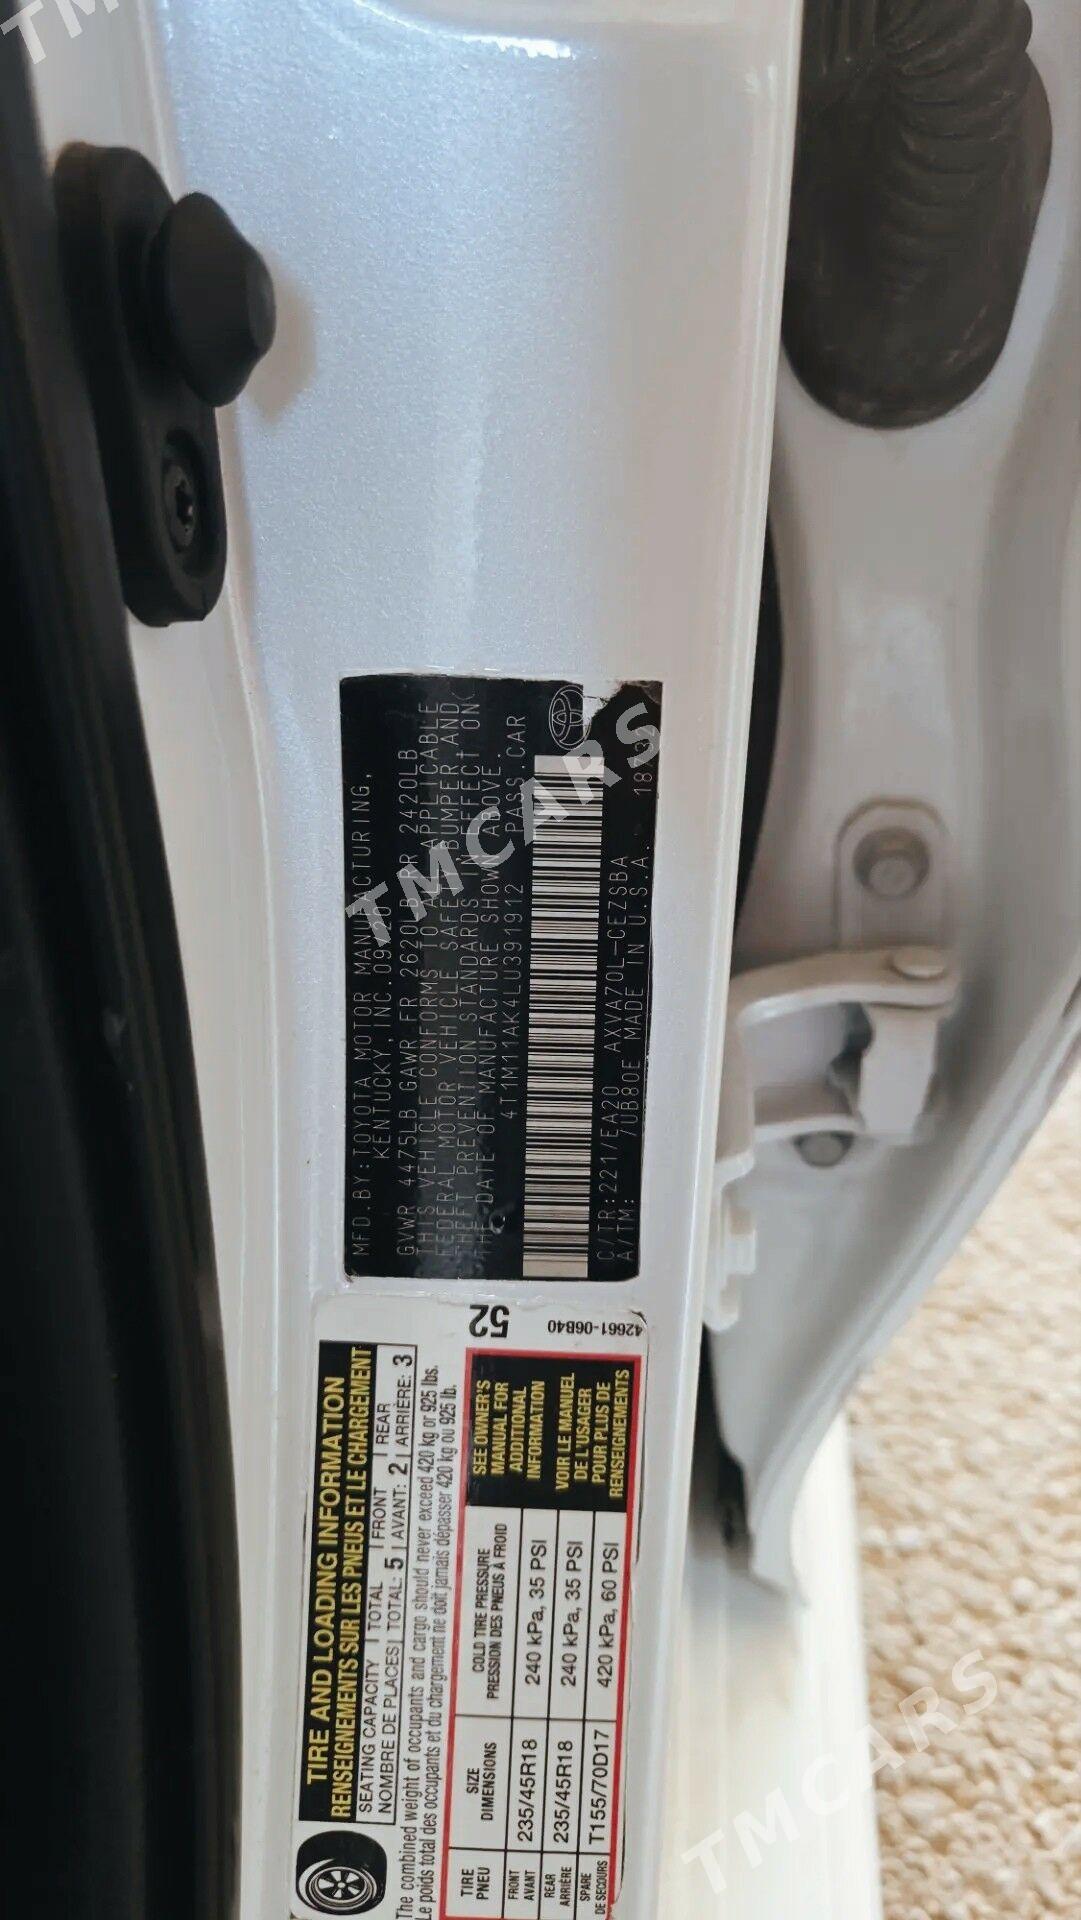 MFD.BY:TOYOTA MOTOR MANUFACTURING,
KENTUCKY,INC.
GVWR 4475LB GAWR FR 2620LB RR 2420LB
THIS VEHICLE CONFORMS TO ALL APPLICABLE
FEDERAL MOTOR VEHICLE SAFETY,BUMPER,AND
THEFT PREVENTION STANDARDS IN EFFECT ON
THE DATE OF MANUFACTURE SHOWN ABOVE.
4T1M11AK4LU391912 PASS.CAR
C/TR:221/EA20 AXVA70L-CEZSBA
A/TM: /UB80E MADE IN U.S.A.
TIRE AND LOADING INFORMATION
RENSEIGNEMENTS SUR LES PNEUS ET LE CHARGEMENT
SEATING CAPACITY TOTAL FRONT REAR
NOMBRE DE PLACES TOTAL: 5 AVANT: 2 ARRIÈRE: 3
The combined weight of occupants and cargo should never exceed 420 kg or 925 lbs.
Le poids total des occupants et du chargement ne doit jamais dépasser 420 kg ou 925 lb.
52
42661-06B40
TIRE SIZE COLD TIRE PRESSURE
PNEU DIMENSIONS PRESSION DES PNEUS À FROID
FRONT AVANT 235/45R18 240 kPa, 35 PSI
REAR ARRIÈRE 235/45R18 240 kPa, 35 PSI
SPARE DE SECOURS T155/70D17 420 kPa, 60 PSI
SEE OWNER'S
MANUAL FOR
ADDITIONAL
INFORMATION
VOIR LE MANUEL
DE L'USAGER
POUR PLUS DE
RENSEIGNEMENTS
TMCARS
TMCARS